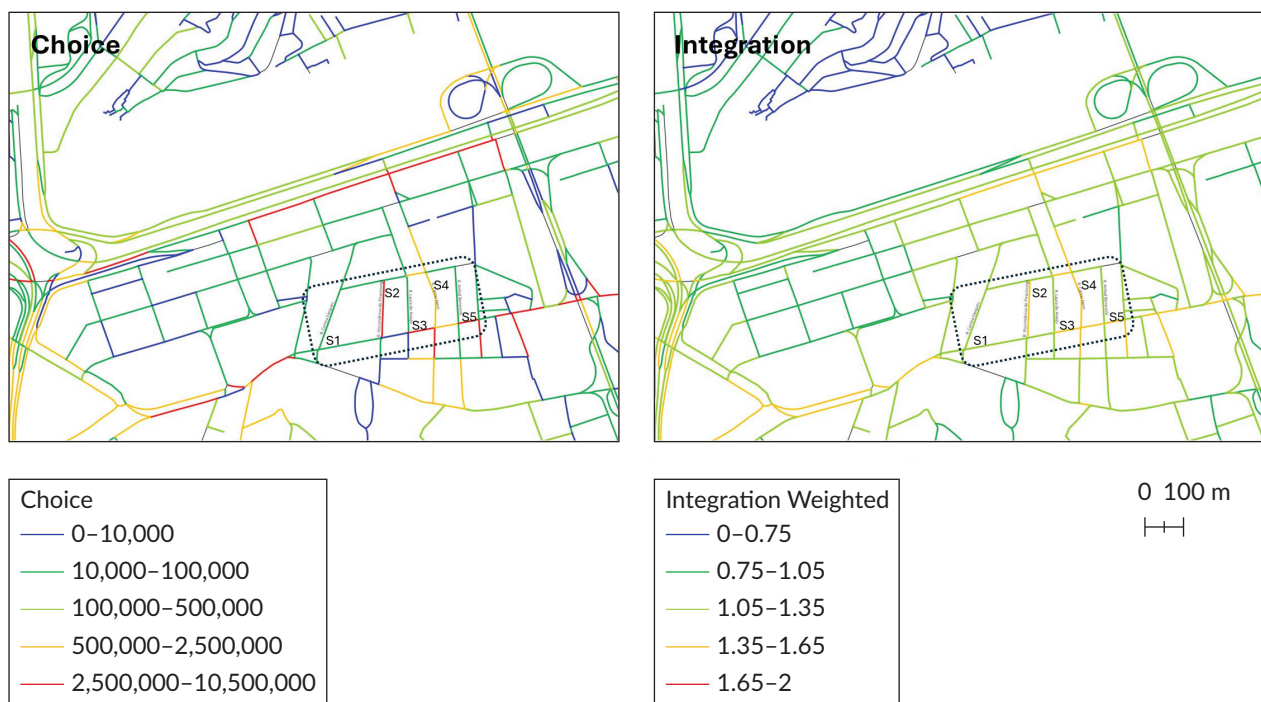 Choice
S1
S2
S3
S4
S5
Integration
S1
S2
S3
S4
S5
Choice
0–10,000
10,000–100,000
100,000–500,000
500,000–2,500,000
2,500,000–10,500,000
Integration Weighted
0–0.75
0.75–1.05
1.05–1.35
1.35–1.65
1.65–2
0 100 m